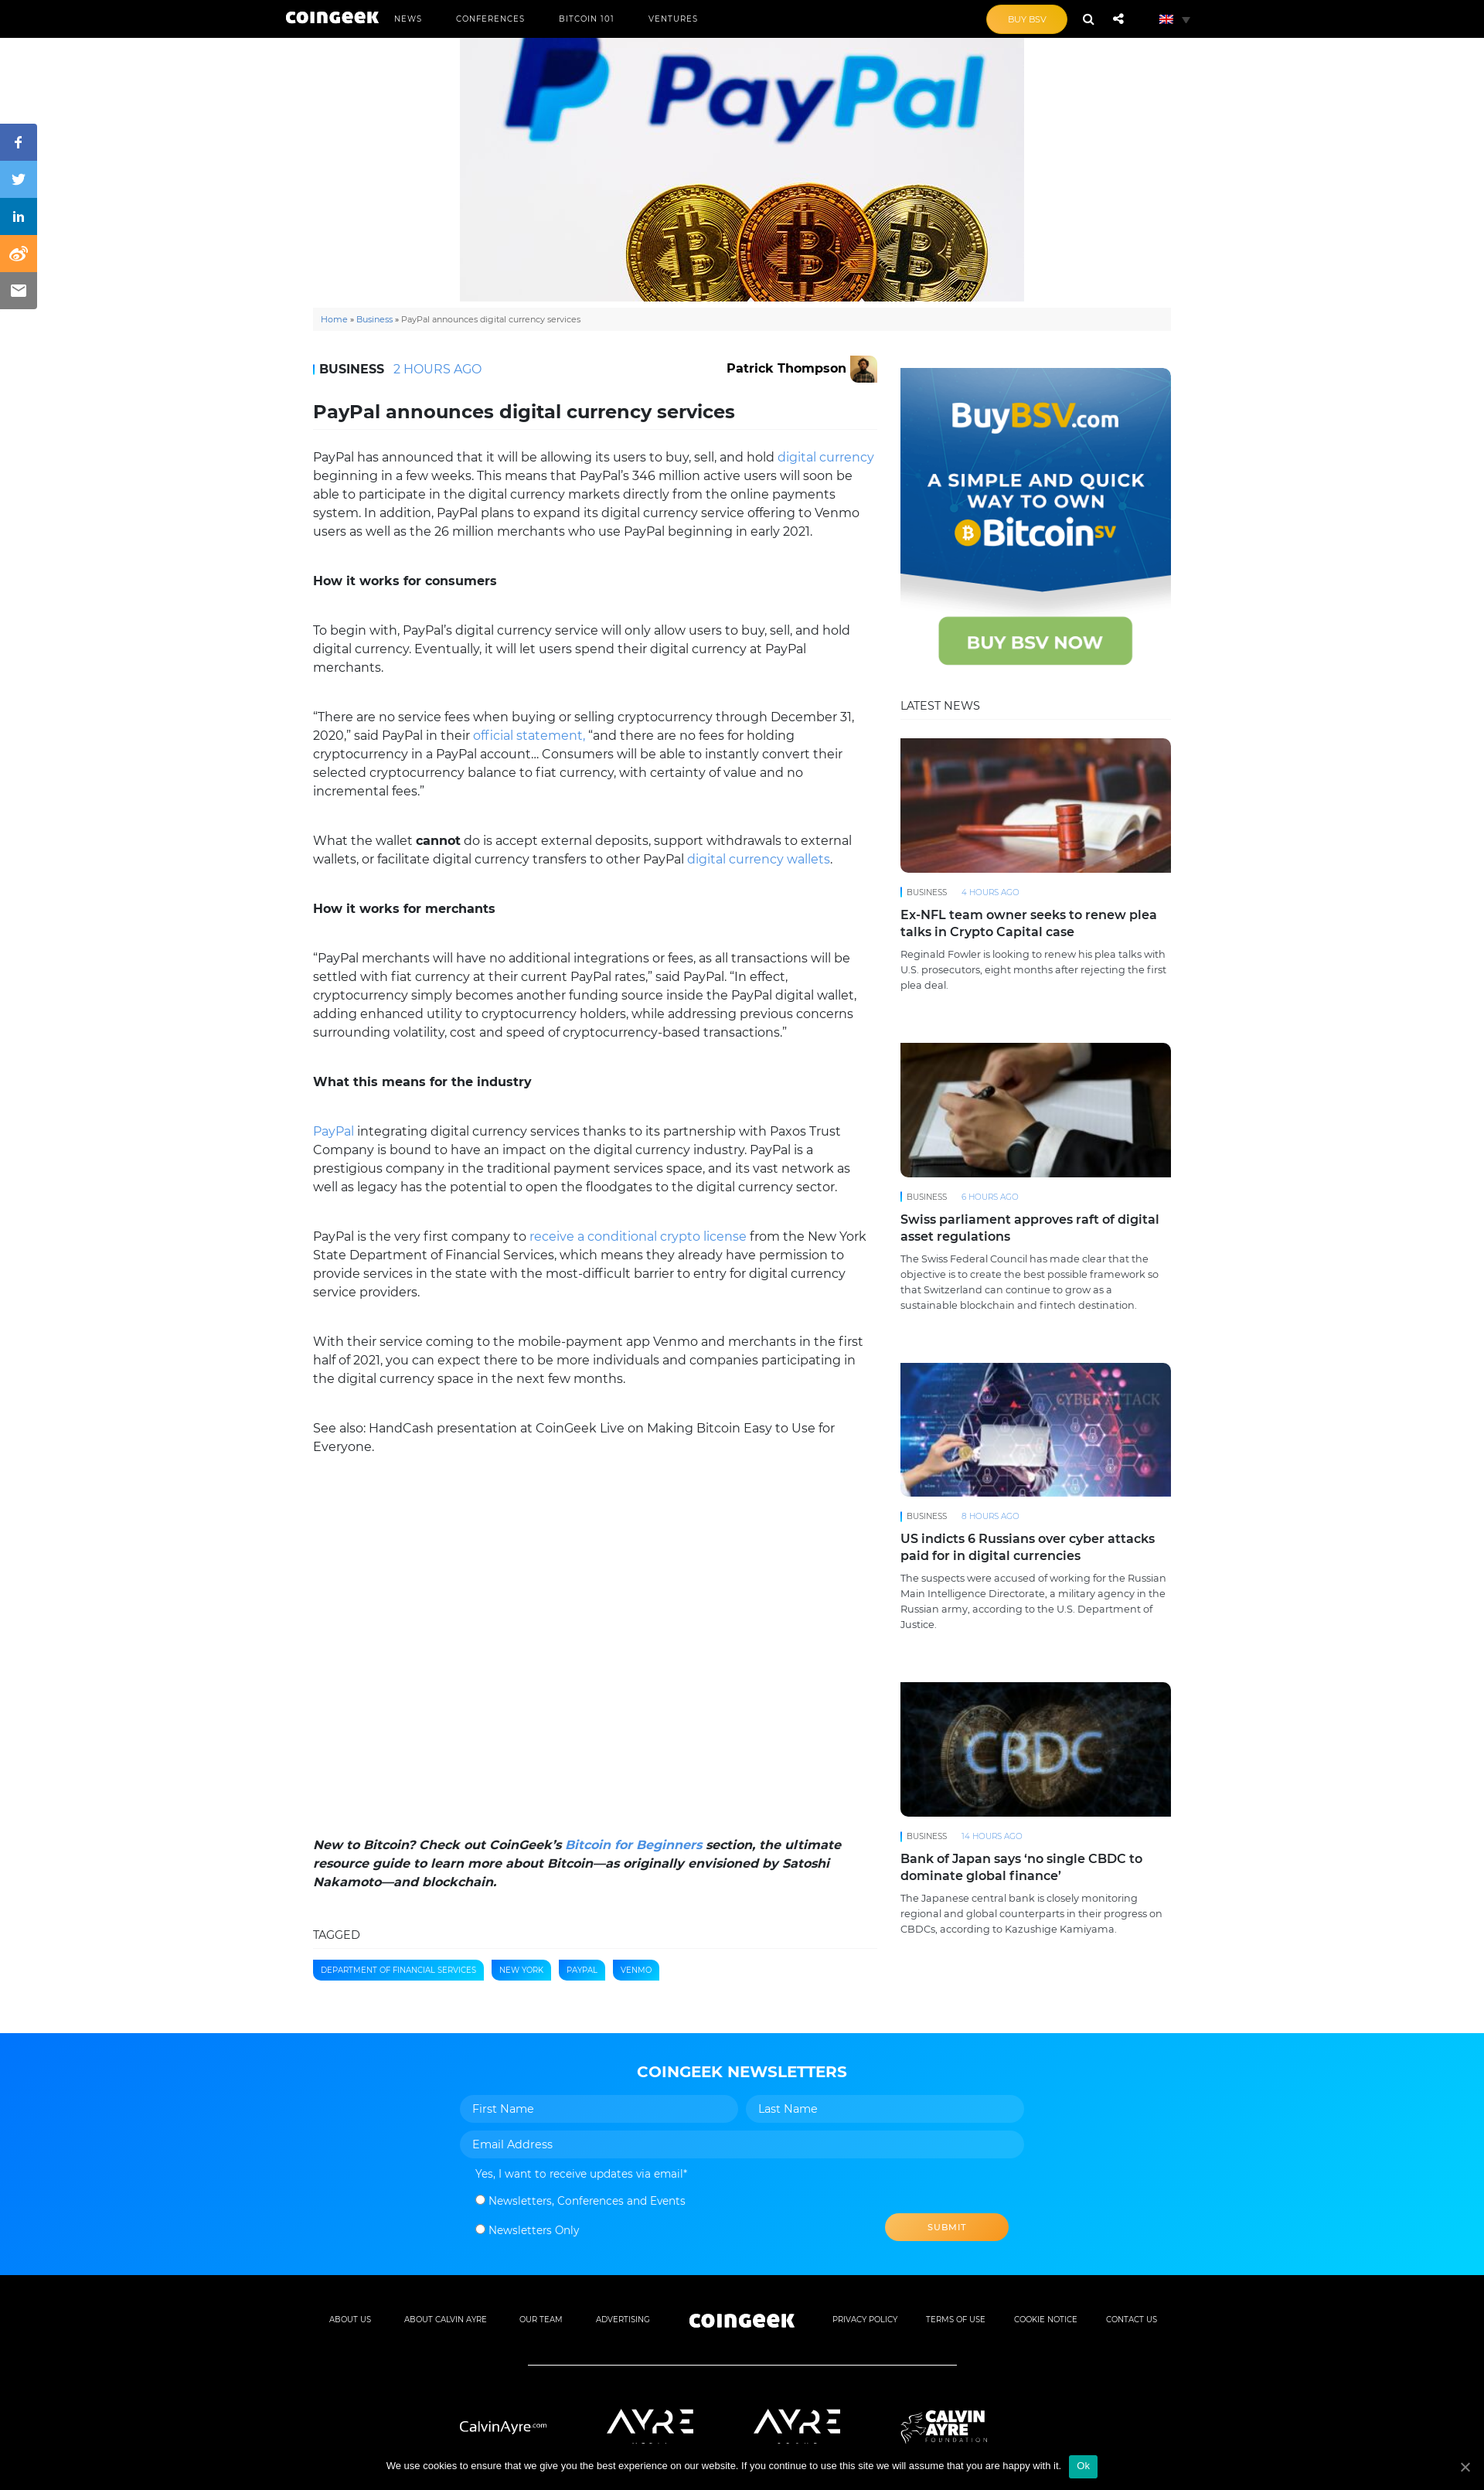 coingeek
NEWS
CONFERENCES
BITCOIN 101
VENTURES
BUY BSV
PayPal
Home » Business » PayPal announces digital currency services
BUSINESS 2 HOURS AGO
Patrick Thompson
PayPal announces digital currency services
PayPal has announced that it will be allowing its users to buy, sell, and hold digital currency
beginning in a few weeks. This means that PayPal’s 346 million active users will soon be
able to participate in the digital currency markets directly from the online payments
system. In addition, PayPal plans to expand its digital currency service offering to Venmo
users as well as the 26 million merchants who use PayPal beginning in early 2021.
How it works for consumers
To begin with, PayPal’s digital currency service will only allow users to buy, sell, and hold
digital currency. Eventually, it will let users spend their digital currency at PayPal
merchants.
“There are no service fees when buying or selling cryptocurrency through December 31,
2020,” said PayPal in their official statement, “and there are no fees for holding
cryptocurrency in a PayPal account… Consumers will be able to instantly convert their
selected cryptocurrency balance to fiat currency, with certainty of value and no
incremental fees.”
What the wallet cannot do is accept external deposits, support withdrawals to external
wallets, or facilitate digital currency transfers to other PayPal digital currency wallets.
How it works for merchants
“PayPal merchants will have no additional integrations or fees, as all transactions will be
settled with fiat currency at their current PayPal rates,” said PayPal. “In effect,
cryptocurrency simply becomes another funding source inside the PayPal digital wallet,
adding enhanced utility to cryptocurrency holders, while addressing previous concerns
surrounding volatility, cost and speed of cryptocurrency-based transactions.”
What this means for the industry
PayPal integrating digital currency services thanks to its partnership with Paxos Trust
Company is bound to have an impact on the digital currency industry. PayPal is a
prestigious company in the traditional payment services space, and its vast network as
well as legacy has the potential to open the floodgates to the digital currency sector.
PayPal is the very first company to receive a conditional crypto license from the New York
State Department of Financial Services, which means they already have permission to
provide services in the state with the most-difficult barrier to entry for digital currency
service providers.
With their service coming to the mobile-payment app Venmo and merchants in the first
half of 2021, you can expect there to be more individuals and companies participating in
the digital currency space in the next few months.
See also: HandCash presentation at CoinGeek Live on Making Bitcoin Easy to Use for
Everyone.
New to Bitcoin? Check out CoinGeek’s Bitcoin for Beginners section, the ultimate
resource guide to learn more about Bitcoin—as originally envisioned by Satoshi
Nakamoto—and blockchain.
TAGGED
DEPARTMENT OF FINANCIAL SERVICES
NEW YORK
PAYPAL
VENMO
BuyBSV.com
A SIMPLE AND QUICK
WAY TO OWN
BitcoinSV
BUY BSV NOW
LATEST NEWS
BUSINESS 4 HOURS AGO
Ex-NFL team owner seeks to renew plea
talks in Crypto Capital case
Reginald Fowler is looking to renew his plea talks with
U.S. prosecutors, eight months after rejecting the first
plea deal.
BUSINESS 6 HOURS AGO
Swiss parliament approves raft of digital
asset regulations
The Swiss Federal Council has made clear that the
objective is to create the best possible framework so
that Switzerland can continue to grow as a
sustainable blockchain and fintech destination.
CYBER ATTACK
BUSINESS 8 HOURS AGO
US indicts 6 Russians over cyber attacks
paid for in digital currencies
The suspects were accused of working for the Russian
Main Intelligence Directorate, a military agency in the
Russian army, according to the U.S. Department of
Justice.
CBDC
BUSINESS 14 HOURS AGO
Bank of Japan says ‘no single CBDC to
dominate global finance’
The Japanese central bank is closely monitoring
regional and global counterparts in their progress on
CBDCs, according to Kazushige Kamiyama.
COINGEEK NEWSLETTERS
First Name
Last Name
Email Address
Yes, I want to receive updates via email*
Newsletters, Conferences and Events
Newsletters Only
SUBMIT
ABOUT US
ABOUT CALVIN AYRE
OUR TEAM
ADVERTISING
coingeek
PRIVACY POLICY
TERMS OF USE
COOKIE NOTICE
CONTACT US
CalvinAyre.com
AYRE
AYRE
CALVIN
AYRE
FOUNDATION
We use cookies to ensure that we give you the best experience on our website. If you continue to use this site we will assume that you are happy with it.
Ok